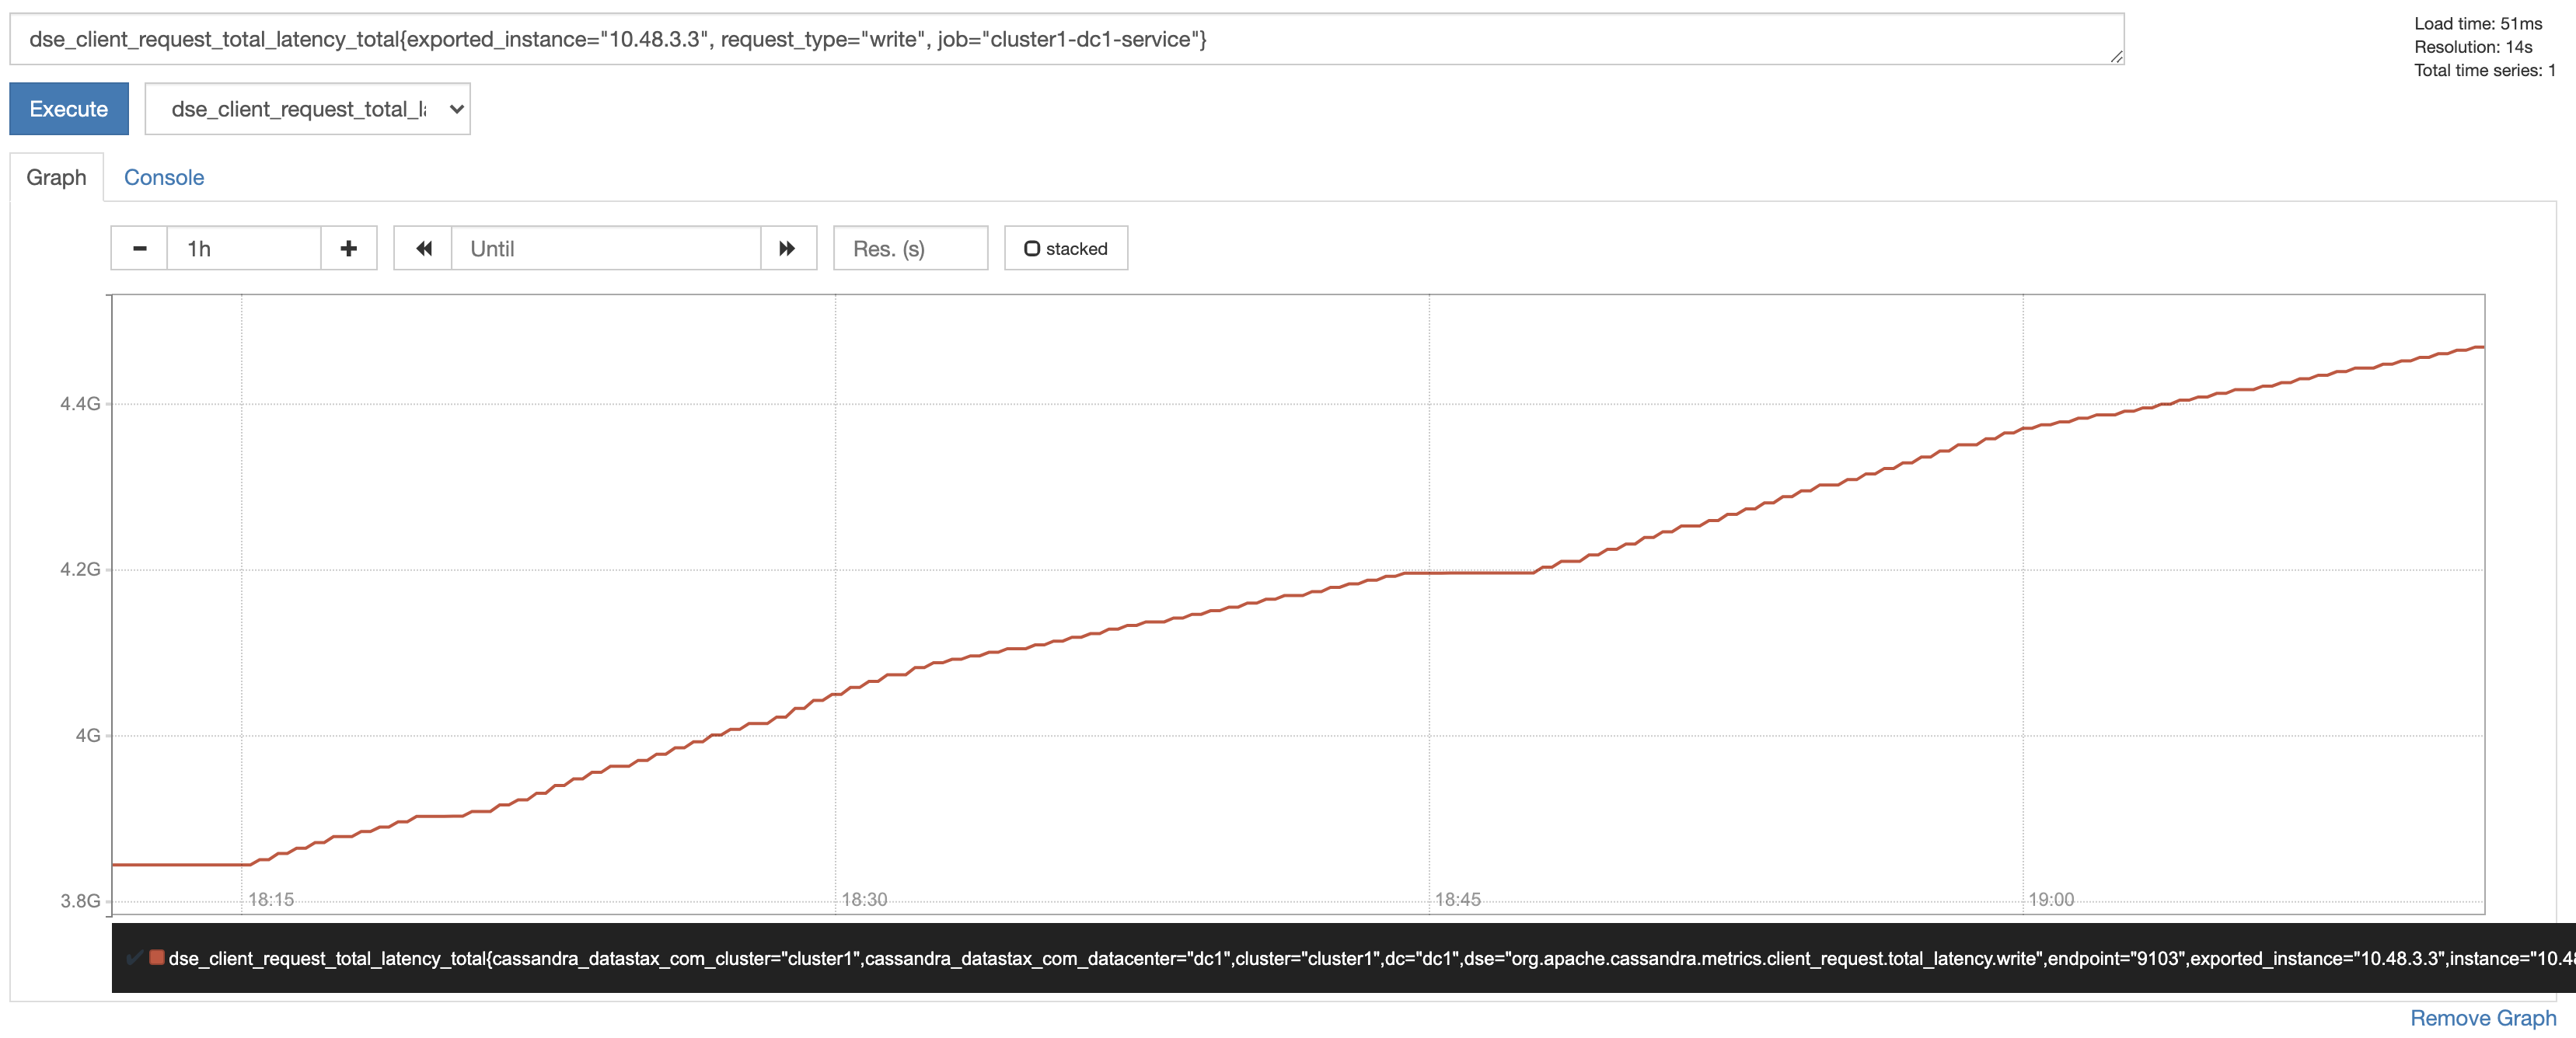 dse_client_request_total_latency_total{exported_instance="10.48.3.3", request_type="write", job="cluster1-dc1-service"}
Load time: 51ms
Resolution: 14s
Total time series: 1
Execute
dse_client_request_total_l
Graph
Console
1h
Until
Res. (s)
stacked
4.4G
4.2G
4G
3.8G
18:15
18:30
18:45
19:00
dse_client_request_total_latency_total{cassandra_datastax_com_cluster="cluster1",cassandra_datastax_com_datacenter="dc1",cluster="cluster1",dc="dc1",dse="org.apache.cassandra.metrics.client_request.total_latency.write",endpoint="9103",exported_instance="10.48.3.3",instance="10.48
Remove Graph